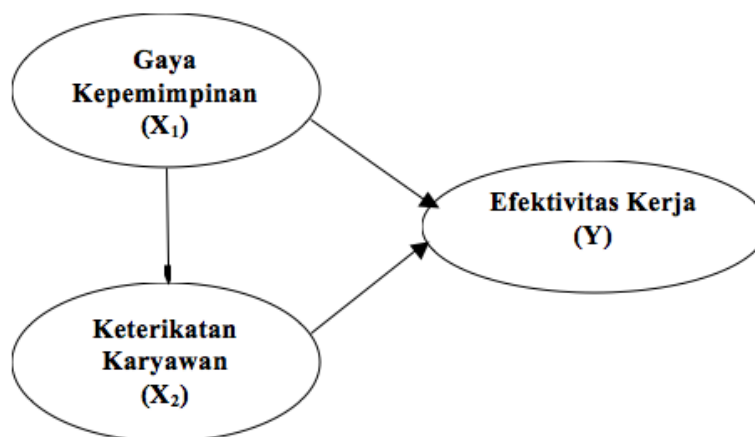 Gaya
Kepemimpinan
(X₁)
Efektivitas Kerja
(Y)
Keterikatan
Karyawan
(X₂)